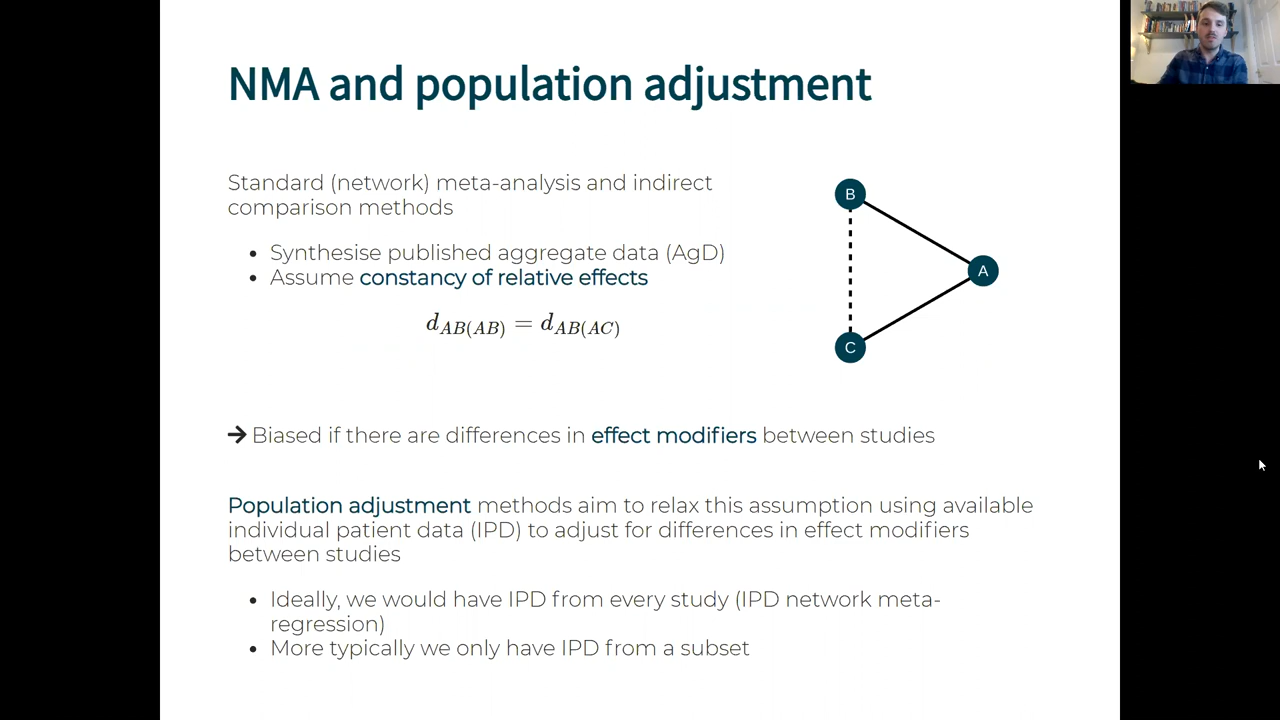 NMA and population adjustment
Standard (network) meta-analysis and indirect
comparison methods
• Synthesise published aggregate data (AgD)
• Assume constancy of relative effects
d_{AB(AB)} = d_{AB(AC)}
B
A
C
→ Biased if there are differences in effect modifiers between studies
Population adjustment methods aim to relax this assumption using available
individual patient data (IPD) to adjust for differences in effect modifiers
between studies
• Ideally, we would have IPD from every study (IPD network meta-
regression)
• More typically we only have IPD from a subset